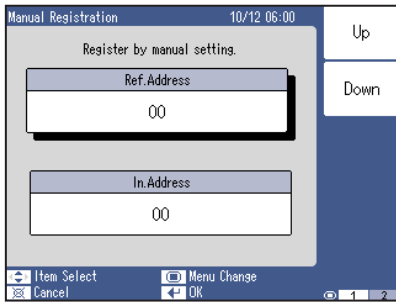 Manual Registration 10/12 06:00
Register by manual setting.
Ref.Address
00
In.Address
00
Up
Down
Item Select Menu Change
Cancel OK
1 2